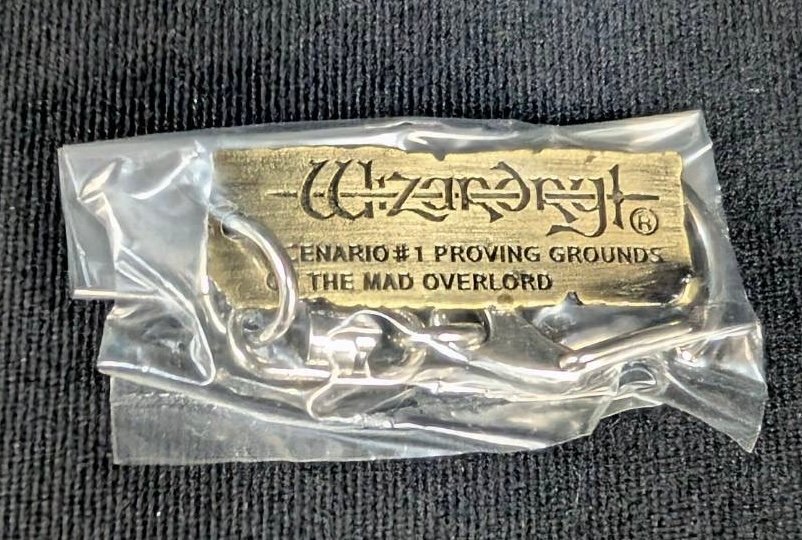 Wizardry®
CENARIO #1 PROVING GROUNDS
THE MAD OVERLORD